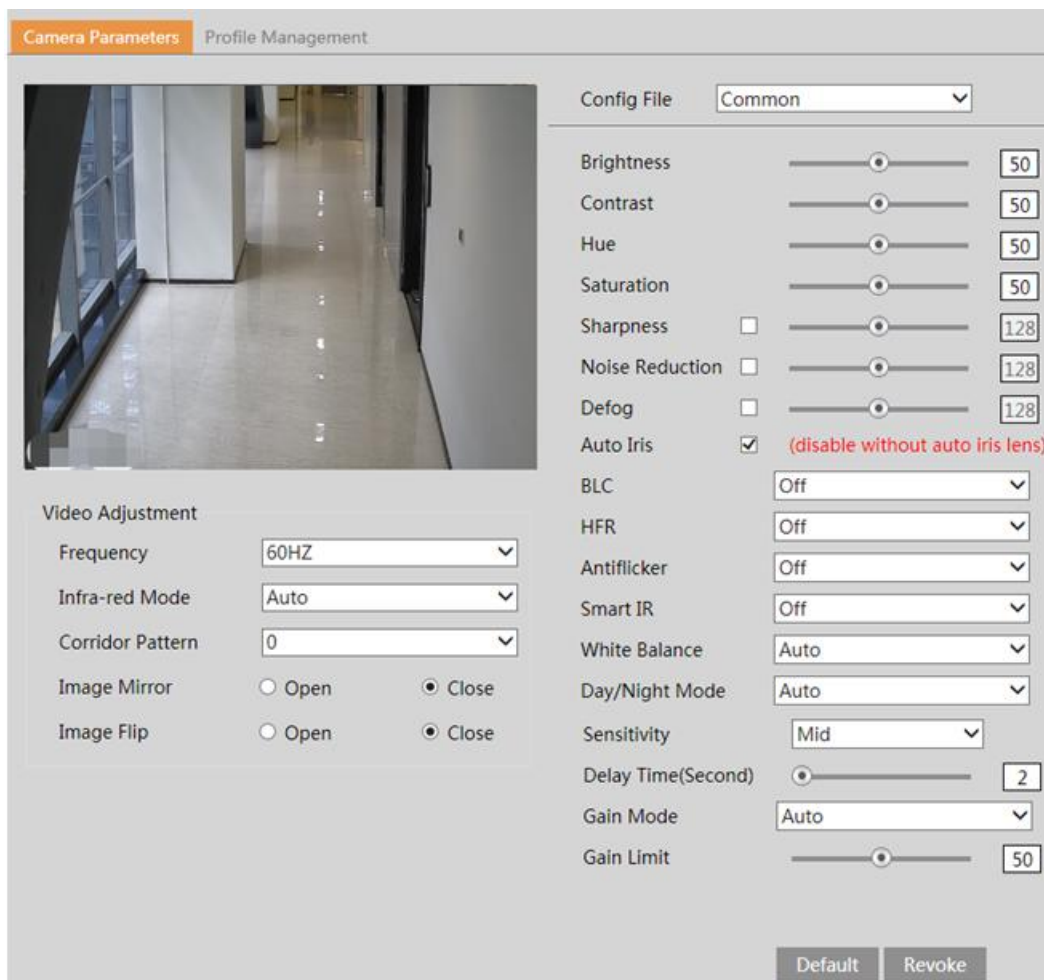 Camera Parameters Profile Management
Config File Common
Brightness 50
Contrast 50
Hue 50
Saturation 50
Sharpness 128
Noise Reduction 128
Defog 128
Auto Iris (disable without auto iris lens)
BLC Off
HFR Off
Antiflicker Off
Smart IR Off
White Balance Auto
Day/Night Mode Auto
Sensitivity Mid
Delay Time(Second) 2
Gain Mode Auto
Gain Limit 50
Video Adjustment
Frequency 60HZ
Infra-red Mode Auto
Corridor Pattern 0
Image Mirror Open Close
Image Flip Open Close
Default Revoke